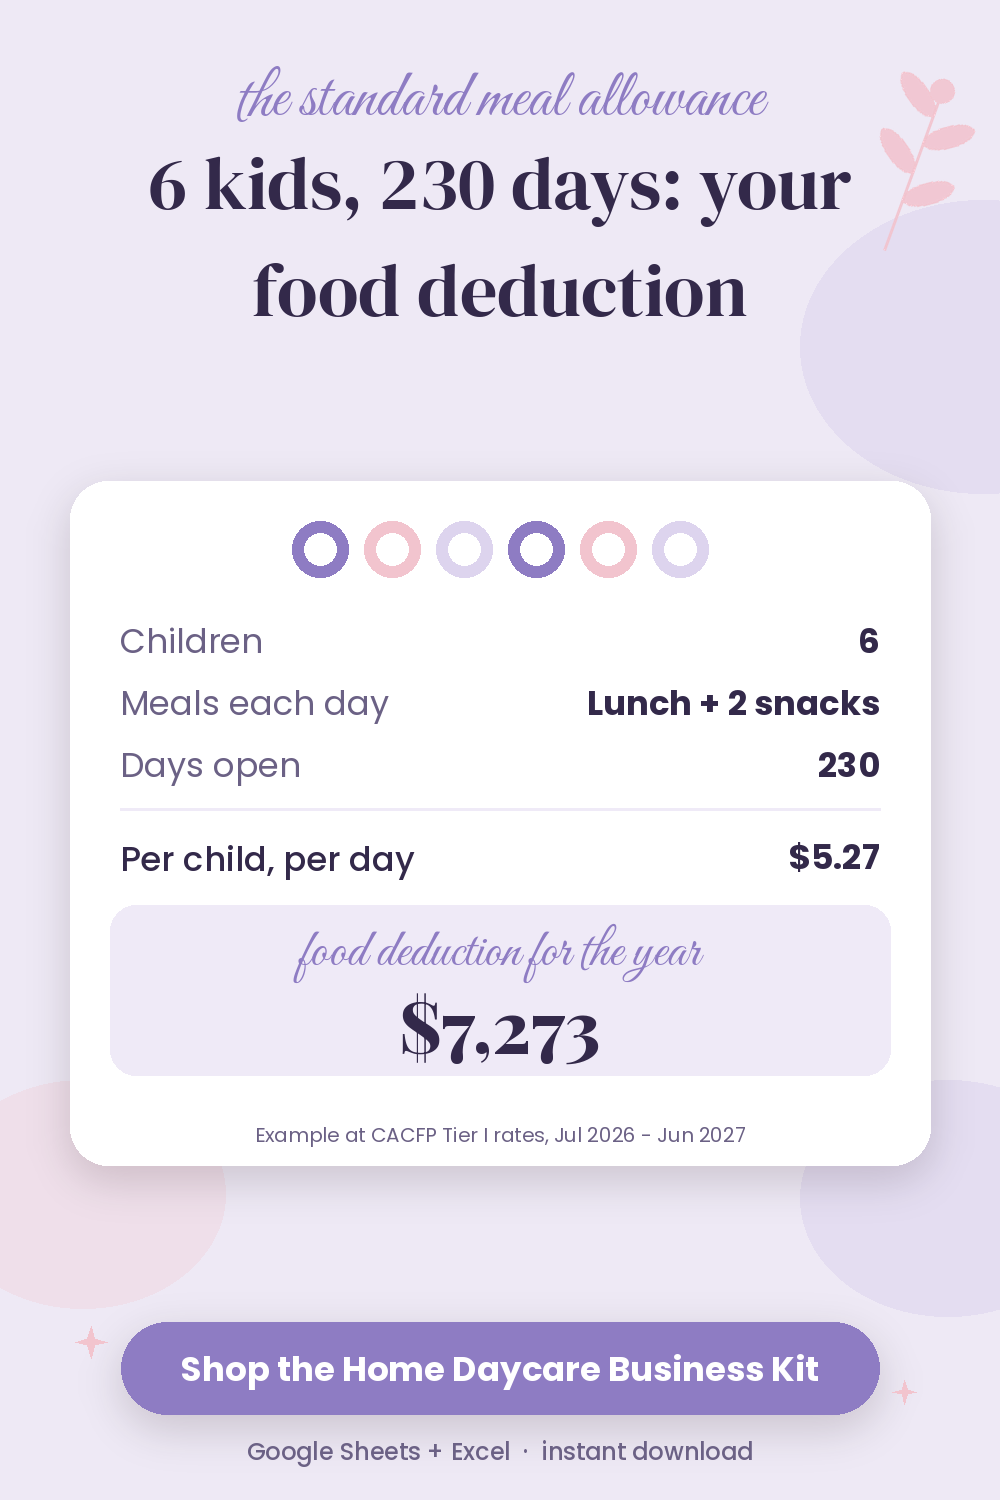 the standard meal allowance
6 kids, 230 days: your
food deduction
Children 6
Meals each day Lunch + 2 snacks
Days open 230
Per child, per day $5.27
food deduction for the year
$7,273
Example at CACFP Tier I rates, Jul 2026 - Jun 2027
Shop the Home Daycare Business Kit
Google Sheets + Excel · instant download